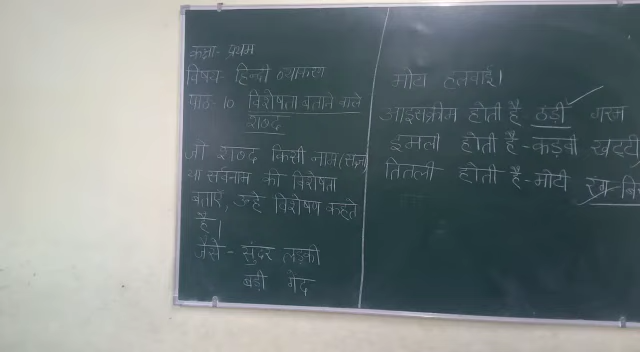 कक्षा- प्रथम
विषय- हिन्दी व्याकरण
पाठ-10 विशेषता बताने वाले
शब्द
जो शब्द किसी नाम (संज्ञा)
या सर्वनाम की विशेषता
बताएँ, उन्हें विशेषण कहते
हैं।
जैसे - सुंदर लड़की
बड़ी गेंद
मोटा हलवाई।
आइसक्रीम होती है - ठंडी गरम
इमली होती है - कड़वी खट्टी
तितली होती है - मोटी